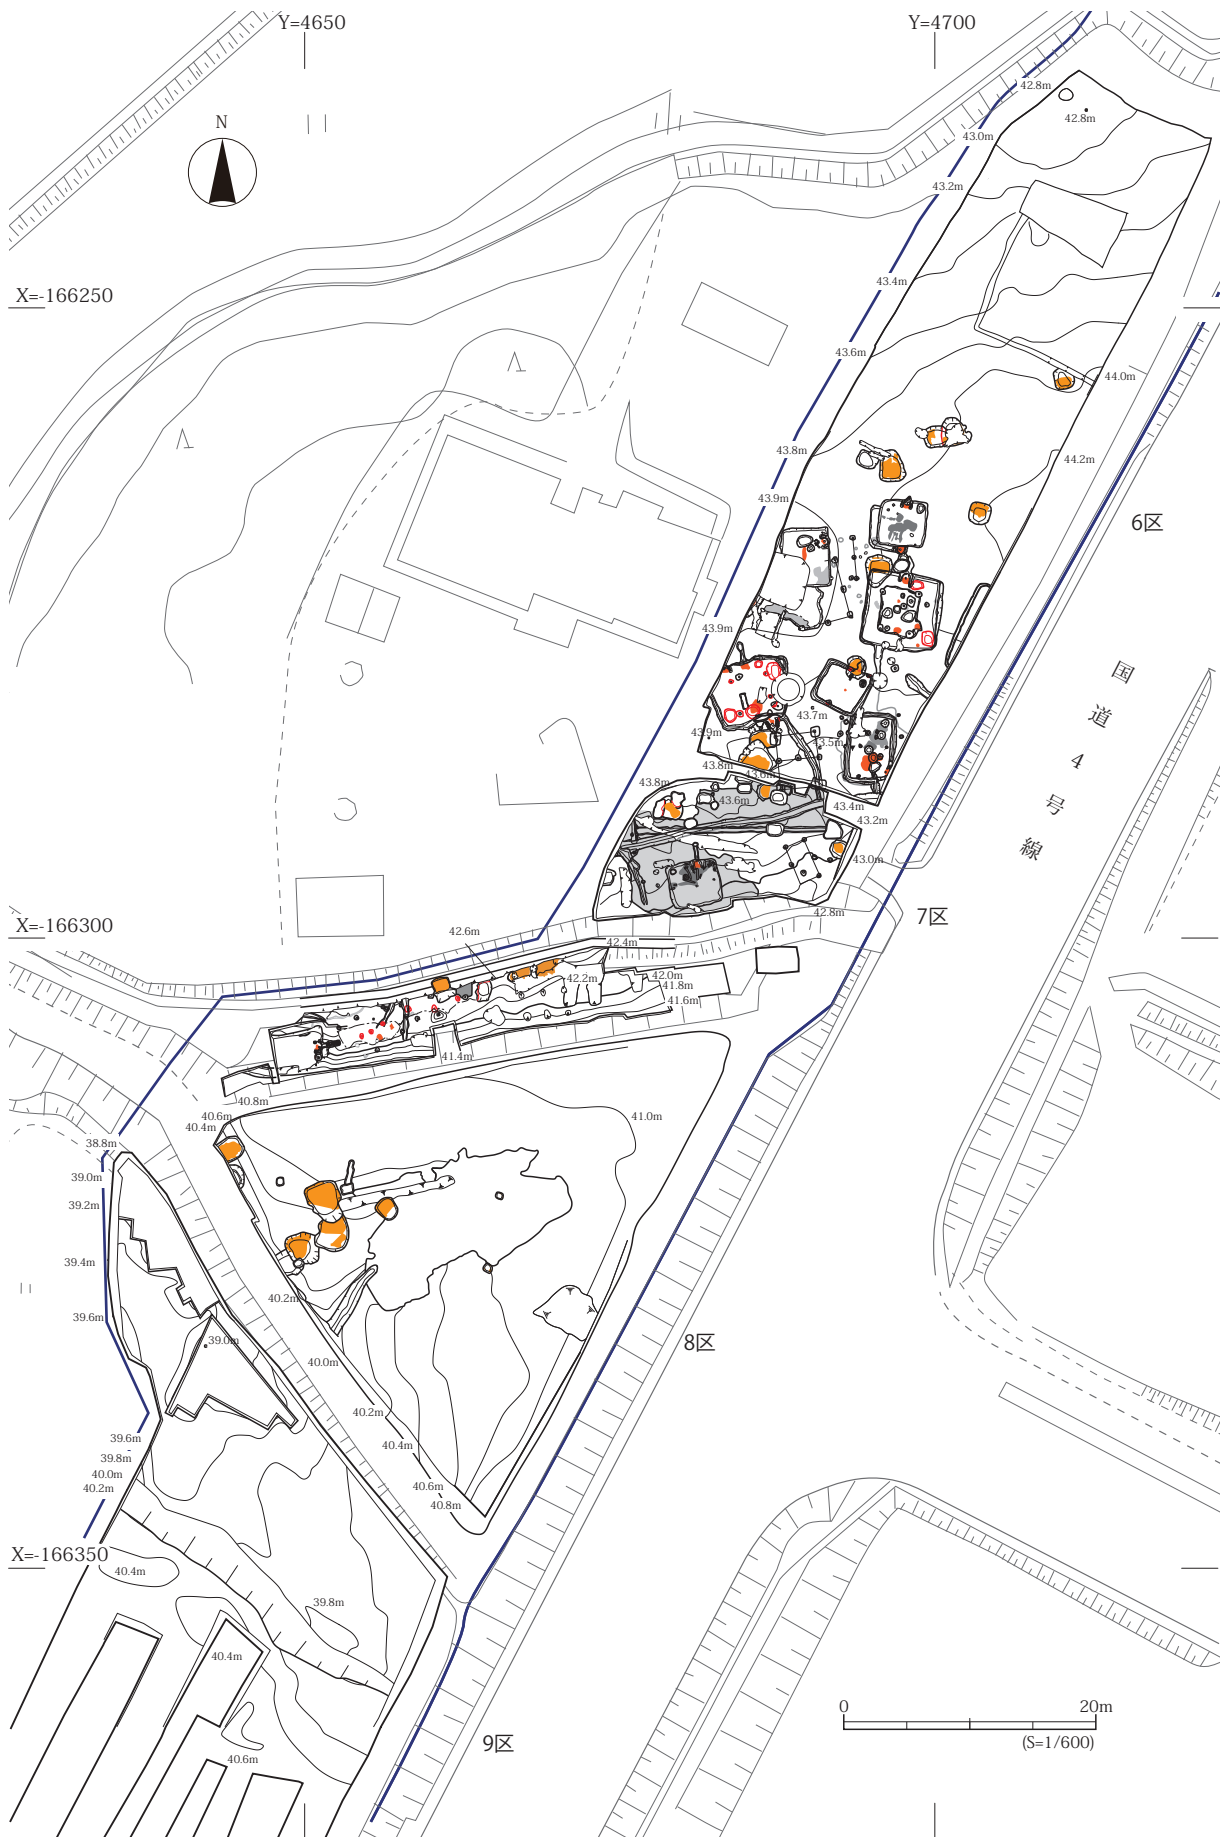 Y=4650
Y=4700
N
42.8m
42.8m
43.0m
43.2m
X=-166250
43.4m
43.6m
44.0m
43.8m
44.2m
43.9m
6区
43.9m
国道4号線
43.7m
43.9m
43.5m
43.8m
43.6m
43.8m
43.6m
43.4m
43.2m
43.0m
42.8m
7区
X=-166300
42.6m
42.4m
42.2m
42.0m
41.8m
41.6m
41.4m
40.8m
40.6m
40.4m
41.0m
38.8m
39.0m
39.2m
39.4m
40.2m
39.6m
39.0m
8区
40.0m
40.2m
39.6m
40.4m
39.8m
40.0m
40.2m
40.6m
40.8m
X=-166350
40.4m
39.8m
40.4m
0 20m
(S=1/600)
9区
40.6m